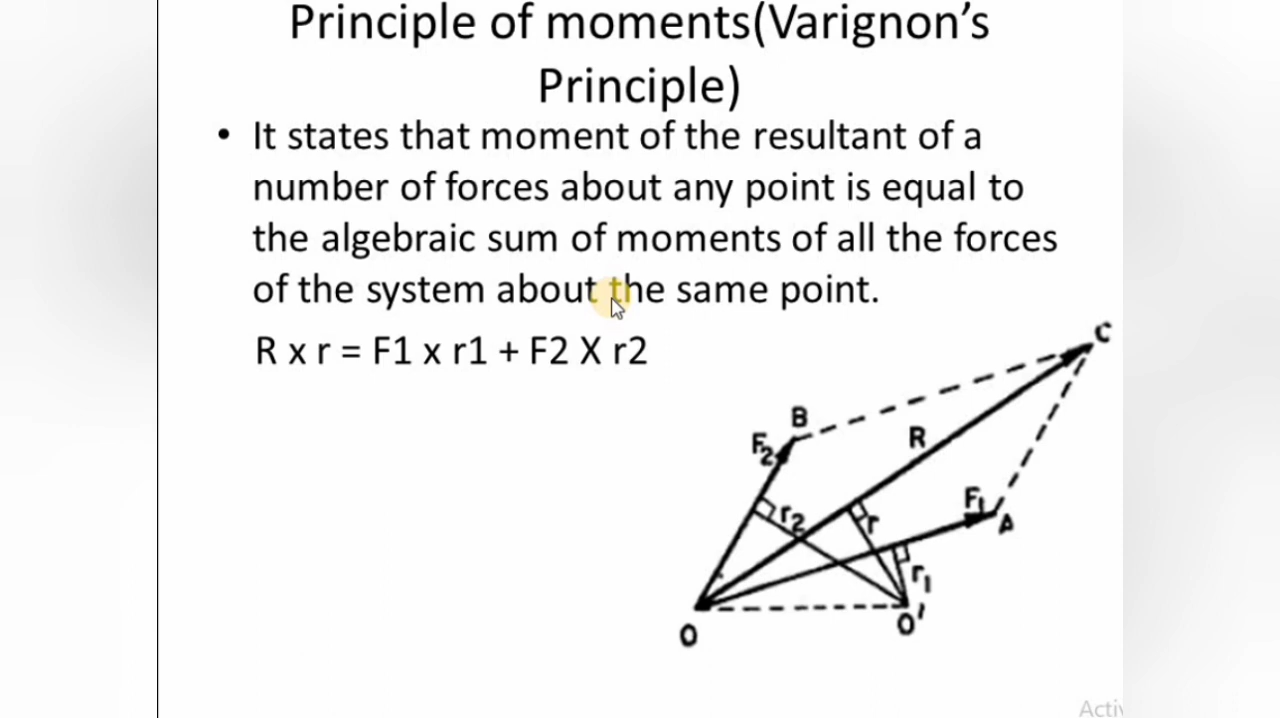 Principle of moments(Varignon's
Principle)
• It states that moment of the resultant of a
number of forces about any point is equal to
the algebraic sum of moments of all the forces
of the system about the same point.
R x r = F1 x r1 + F2 X r2
C
B
F2
R
F1
A
r2
r
r1
O
O'
Activ